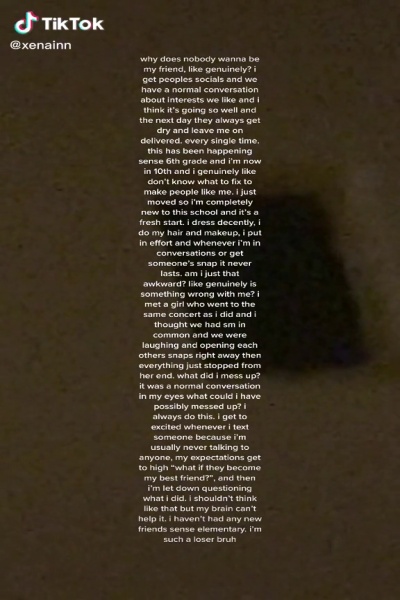 TikTok
@xenainn
why does nobody wanna be
my friend, like genuinely? i
get peoples socials and we
have a normal conversation
about interests we like and i
think it's going so well and
the next day they always get
dry and leave me on
delivered. every single time.
this has been happening
sense 6th grade and i'm now
in 10th and i genuinely like
don't know what to fix to
make people like me. i just
moved so i'm completely
new to this school and it's a
fresh start. i dress decently, i
do my hair and makeup, i put
in effort and whenever i'm in
conversations or get
someone's snap it never
lasts. am i just that
awkward? like genuinely is
something wrong with me? i
met a girl who went to the
same concert as i did and i
thought we had sm in
common and we were
laughing and opening each
others snaps right away then
everything just stopped from
her end. what did i mess up?
it was a normal conversation
in my eyes what could i have
possibly messed up? i
always do this. i get to
excited whenever i text
someone because i'm
usually never talking to
anyone, my expectations get
to high “what if they become
my best friend?”, and then
i'm let down questioning
what i did. i shouldn't think
like that but my brain can't
help it. i haven't had any new
friends sense elementary. i'm
such a loser bruh